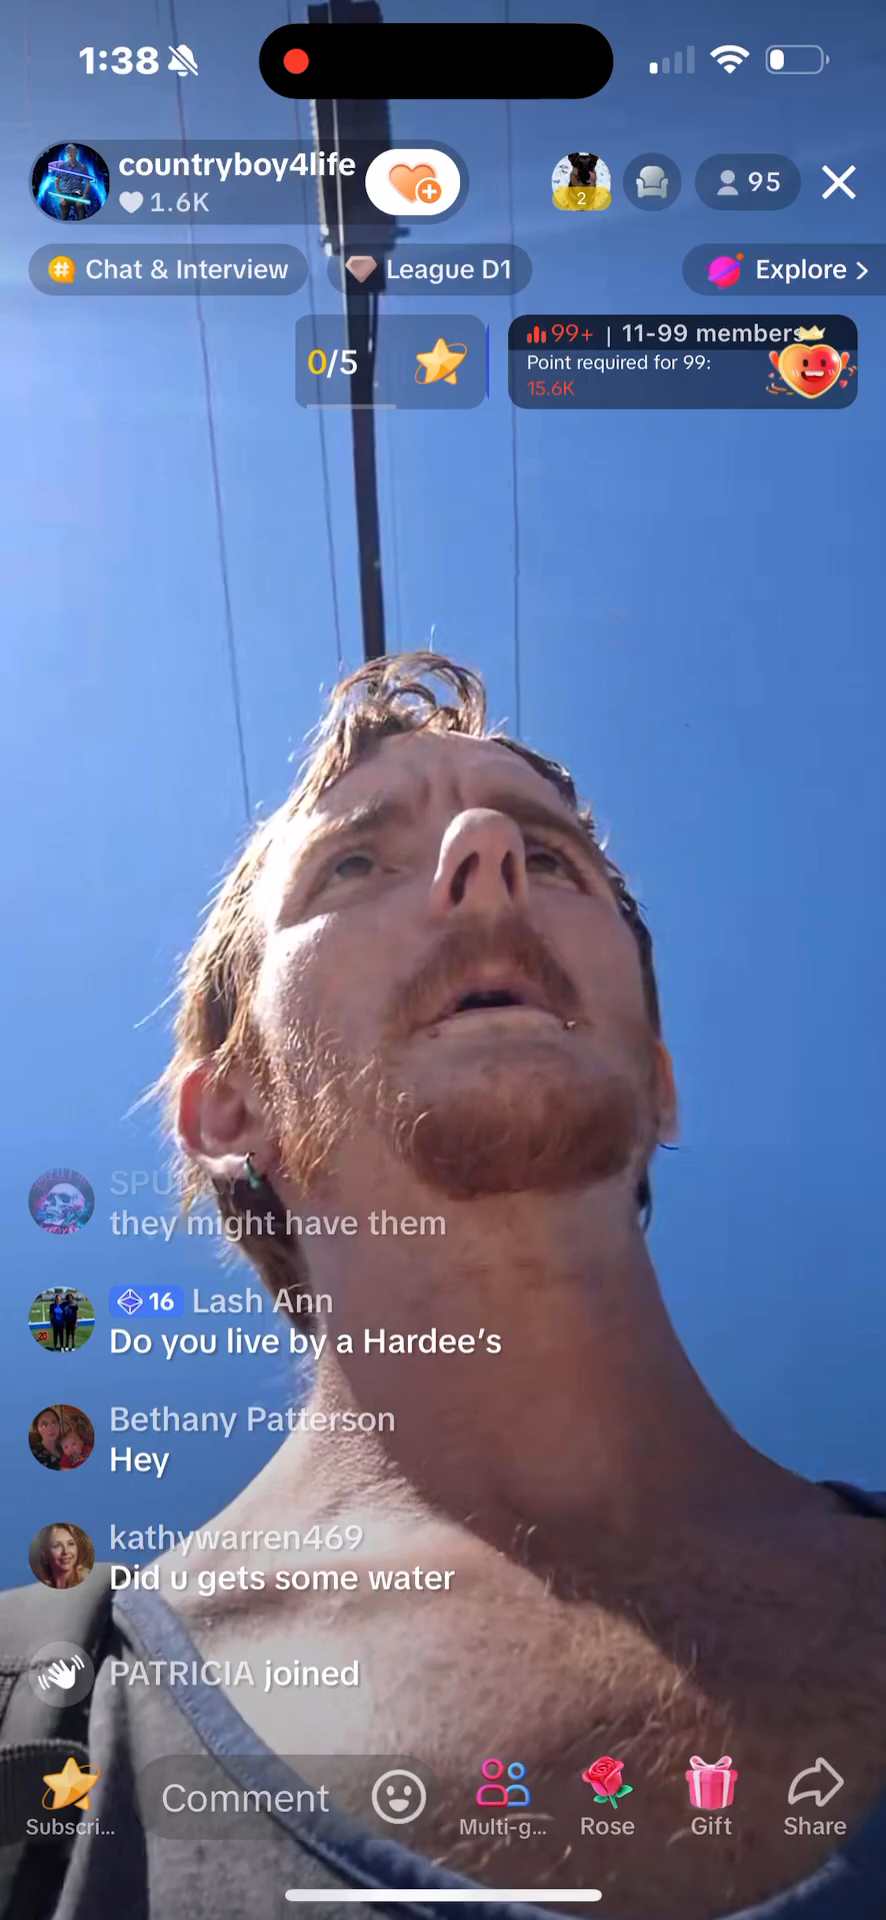 1:38
countryboy4life
1.6K
2
95
Chat & Interview
League D1
Explore >
0/5
99+ | 11-99 members
Point required for 99:
15.6K
they might have them
16 Lash Ann
Do you live by a Hardee's
Bethany Patterson
Hey
kathywarren469
Did u gets some water
PATRICIA joined
Subscri...
Comment
Multi-g...
Rose
Gift
Share